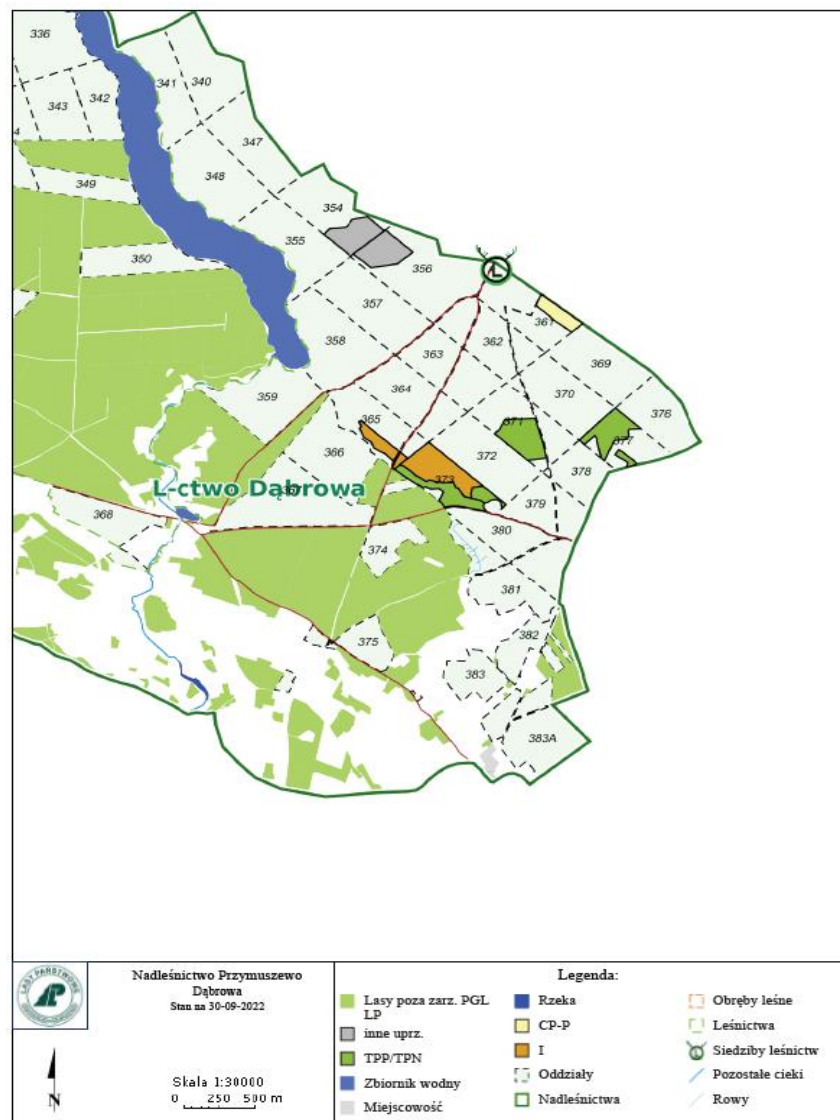 336
341
340
343
342
4
347
349
348
354
355
356
350
357
361
358
362
363
369
364
370
359
365
376
371
366
372
377
378
373
L-ctwo Dąbrowa
368
379
380
374
381
382
375
383
383A
LASY PAŃSTWOWE
Nadleśnictwo Przymuszewo
Dąbrowa
Stan na 30-09-2022
N
Skala 1:30000
0 250 500 m
Legenda:
Lasy poza zarz. PGL
LP
inne uprz.
TPP/TPN
Zbiornik wodny
Miejscowość
Rzeka
CP-P
I
Oddziały
Nadleśnictwa
Obręby leśne
Leśnictwa
Siedziby leśnictw
Pozostałe cieki
Rowy